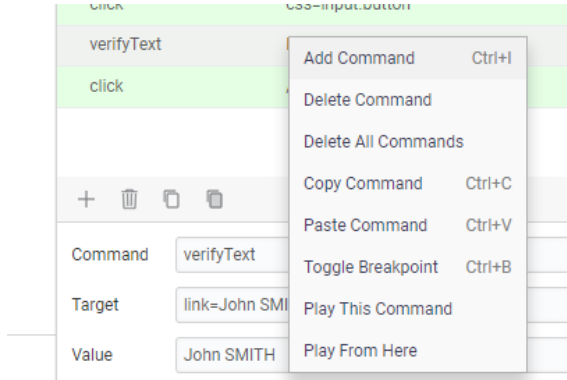 click css=input.button
verifyText
click
Add Command Ctrl+I
Delete Command
Delete All Commands
Copy Command Ctrl+C
Paste Command Ctrl+V
Toggle Breakpoint Ctrl+B
Play This Command
Play From Here
Command verifyText
Target link=John SMI
Value John SMITH